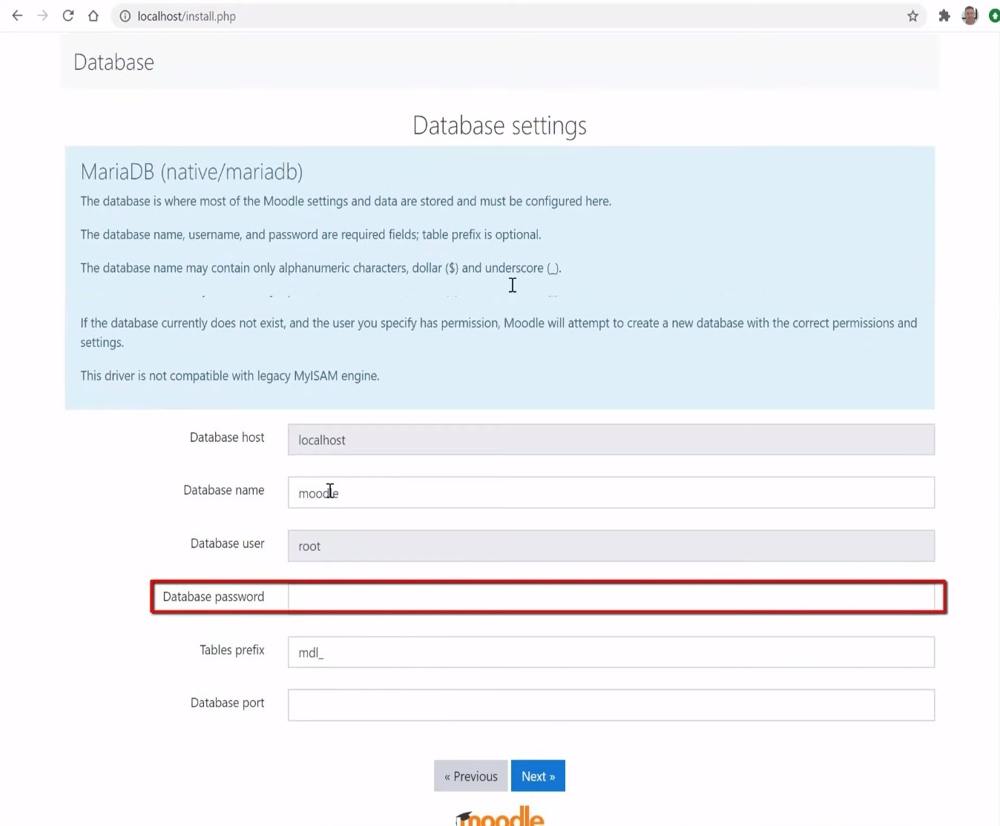 localhost/install.php
Database
Database settings
MariaDB (native/mariadb)
The database is where most of the Moodle settings and data are stored and must be configured here.
The database name, username, and password are required fields; table prefix is optional.
The database name may contain only alphanumeric characters, dollar ($) and underscore (_).
If the database currently does not exist, and the user you specify has permission, Moodle will attempt to create a new database with the correct permissions and
settings.
This driver is not compatible with legacy MyISAM engine.
Database host localhost
Database name moodle
Database user root
Database password
Tables prefix mdl_
Database port
« Previous Next »
moodle